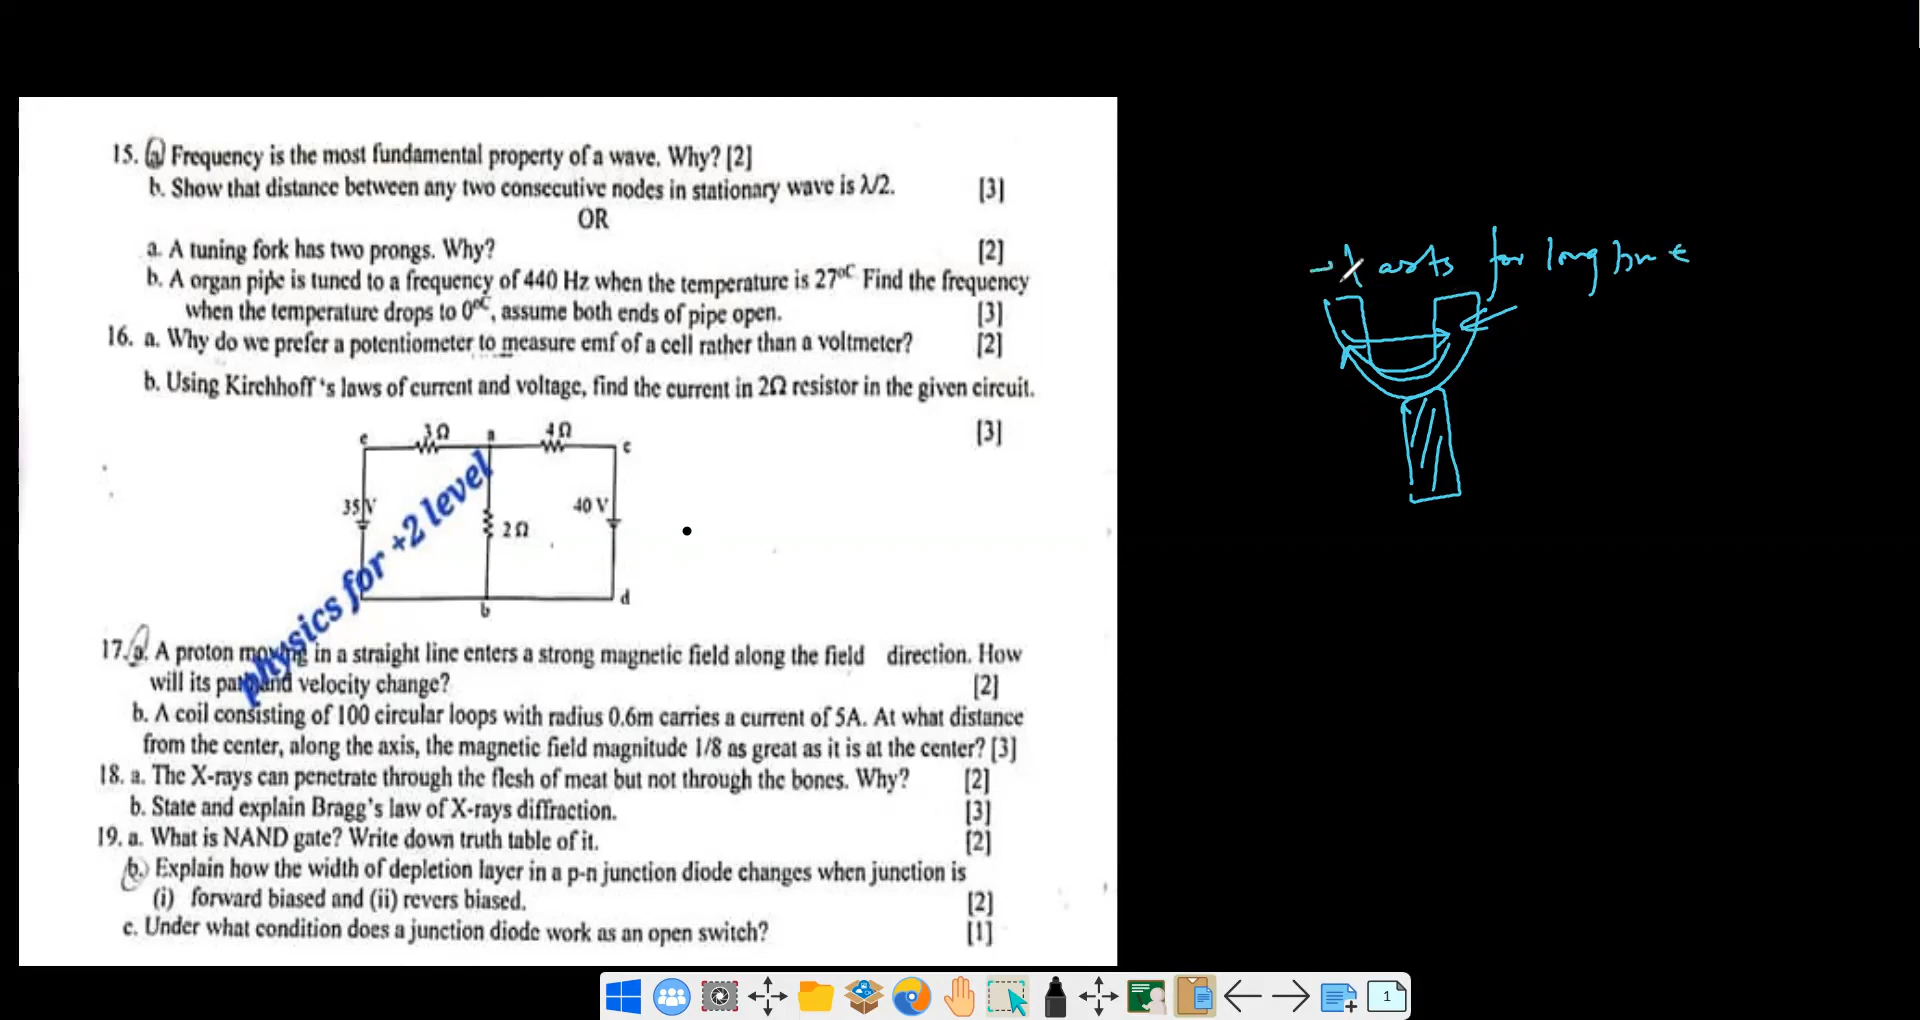 15. a) Frequency is the most fundamental property of a wave. Why? [2]
b. Show that distance between any two consecutive nodes in stationary wave is λ/2. [3]
OR
a. A tuning fork has two prongs. Why? [2]
b. A organ pipe is tuned to a frequency of 440 Hz when the temperature is 27°C Find the frequency
when the temperature drops to 0°C, assume both ends of pipe open. [3]
16. a. Why do we prefer a potentiometer to measure emf of a cell rather than a voltmeter? [2]
b. Using Kirchhoff's laws of current and voltage, find the current in 2Ω resistor in the given circuit.
[3]
e 3Ω a 4Ω c
35 V 40 V
2Ω
b d
physics for +2 level
17. a. A proton moving in a straight line enters a strong magnetic field along the field direction. How
will its path and velocity change? [2]
b. A coil consisting of 100 circular loops with radius 0.6m carries a current of 5A. At what distance
from the center, along the axis, the magnetic field magnitude 1/8 as great as it is at the center? [3]
18. a. The X-rays can penetrate through the flesh of meat but not through the bones. Why? [2]
b. State and explain Bragg's law of X-rays diffraction. [3]
19. a. What is NAND gate? Write down truth table of it. [2]
b. Explain how the width of depletion layer in a p-n junction diode changes when junction is
(i) forward biased and (ii) revers biased. [2]
c. Under what condition does a junction diode work as an open switch? [1]
for long
1